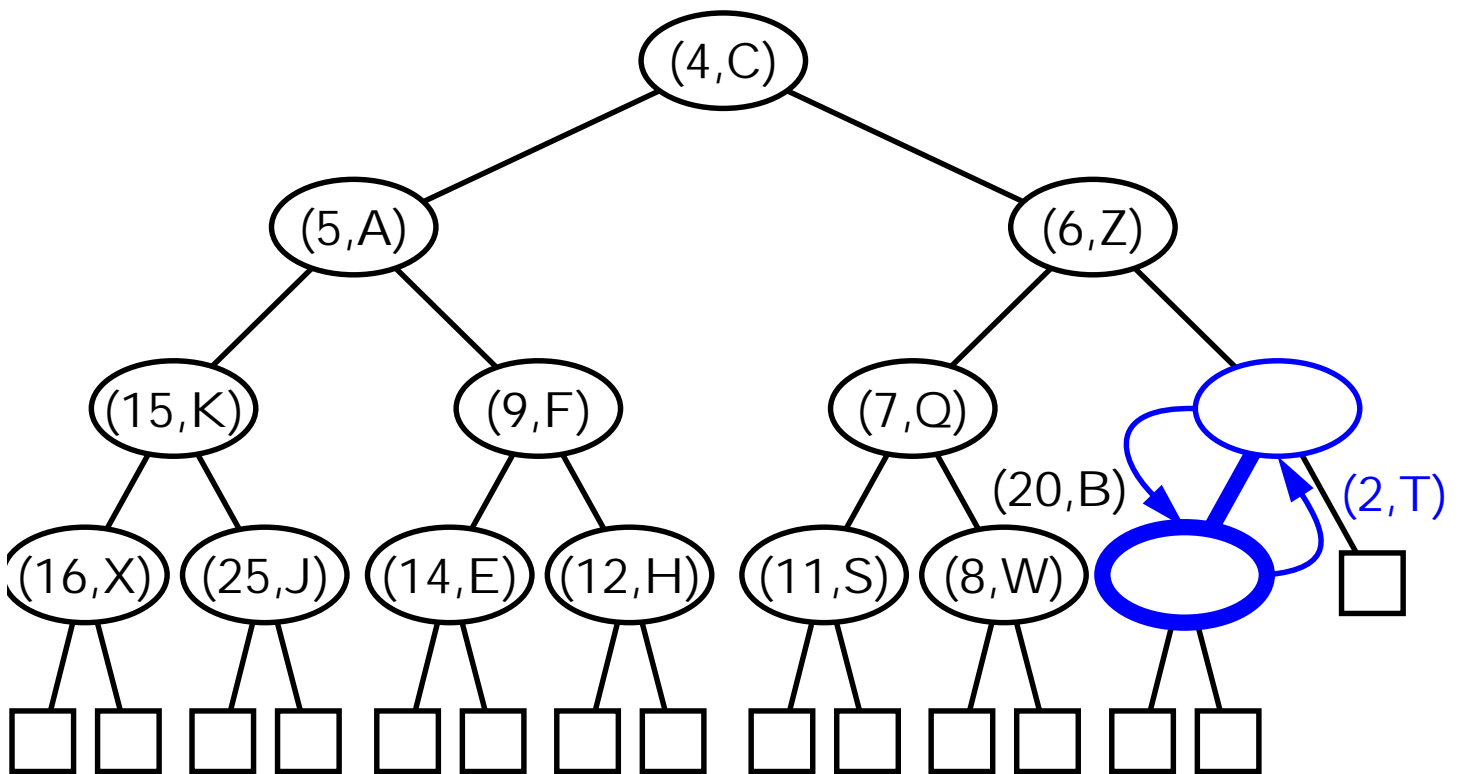 (4,C)
(5,A) (6,Z)
(15,K) (9,F) (7,Q)
(20,B) (2,T)
(16,X) (25,J) (14,E) (12,H) (11,S) (8,W)